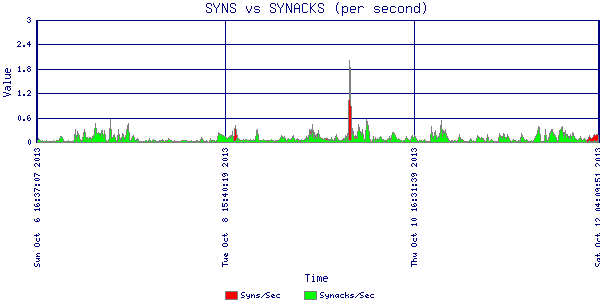 SYNS vs SYNACKS (per second)
3
2.4
1.8
1.2
0.6
0
Value
Sun Oct 6 16:37:07 2013
Tue Oct 8 15:40:19 2013
Thu Oct 10 16:31:39 2013
Sat Oct 12 04:09:51 2013
Time
Syns/Sec
Synacks/Sec